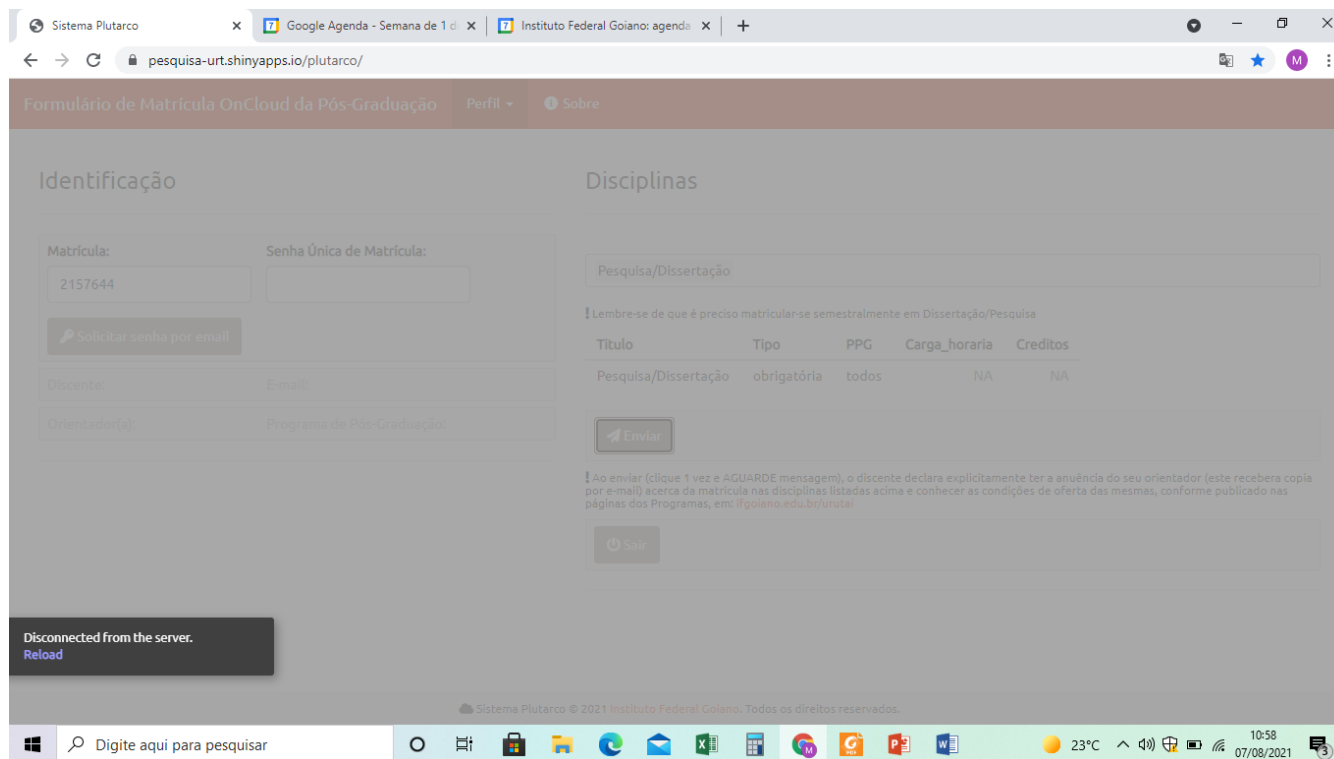 Sistema Plutarco
Google Agenda - Semana de 1 d
Instituto Federal Goiano: agenda
pesquisa-urt.shinyapps.io/plutarco/
M
Formulário de Matrícula OnCloud da Pós-Graduação
Perfil
Sobre
Identificação
Disciplinas
Matrícula:
Senha Única de Matrícula:
2157644
Solicitar senha por email
Discente:
E-mail:
Orientador(a):
Programa de Pós-Graduação:
Pesquisa/Dissertação
Lembre-se de que é preciso matricular-se semestralmente em Dissertação/Pesquisa
Titulo Tipo PPG Carga_horaria Creditos
Pesquisa/Dissertação obrigatória todos NA NA
Enviar
Ao enviar (clique 1 vez e AGUARDE mensagem), o discente declara explicitamente ter a anuência do seu orientador (este recebera copia
por e-mail) acerca da matrícula nas disciplinas listadas acima e conhecer as condições de oferta das mesmas, conforme publicado nas
páginas dos Programas, em: ifgoiano.edu.br/urutai
Sair
Disconnected from the server.
Reload
Sistema Plutarco © 2021 Instituto Federal Goiano. Todos os direitos reservados.
Digite aqui para pesquisar
23°C
10:58
07/08/2021
3